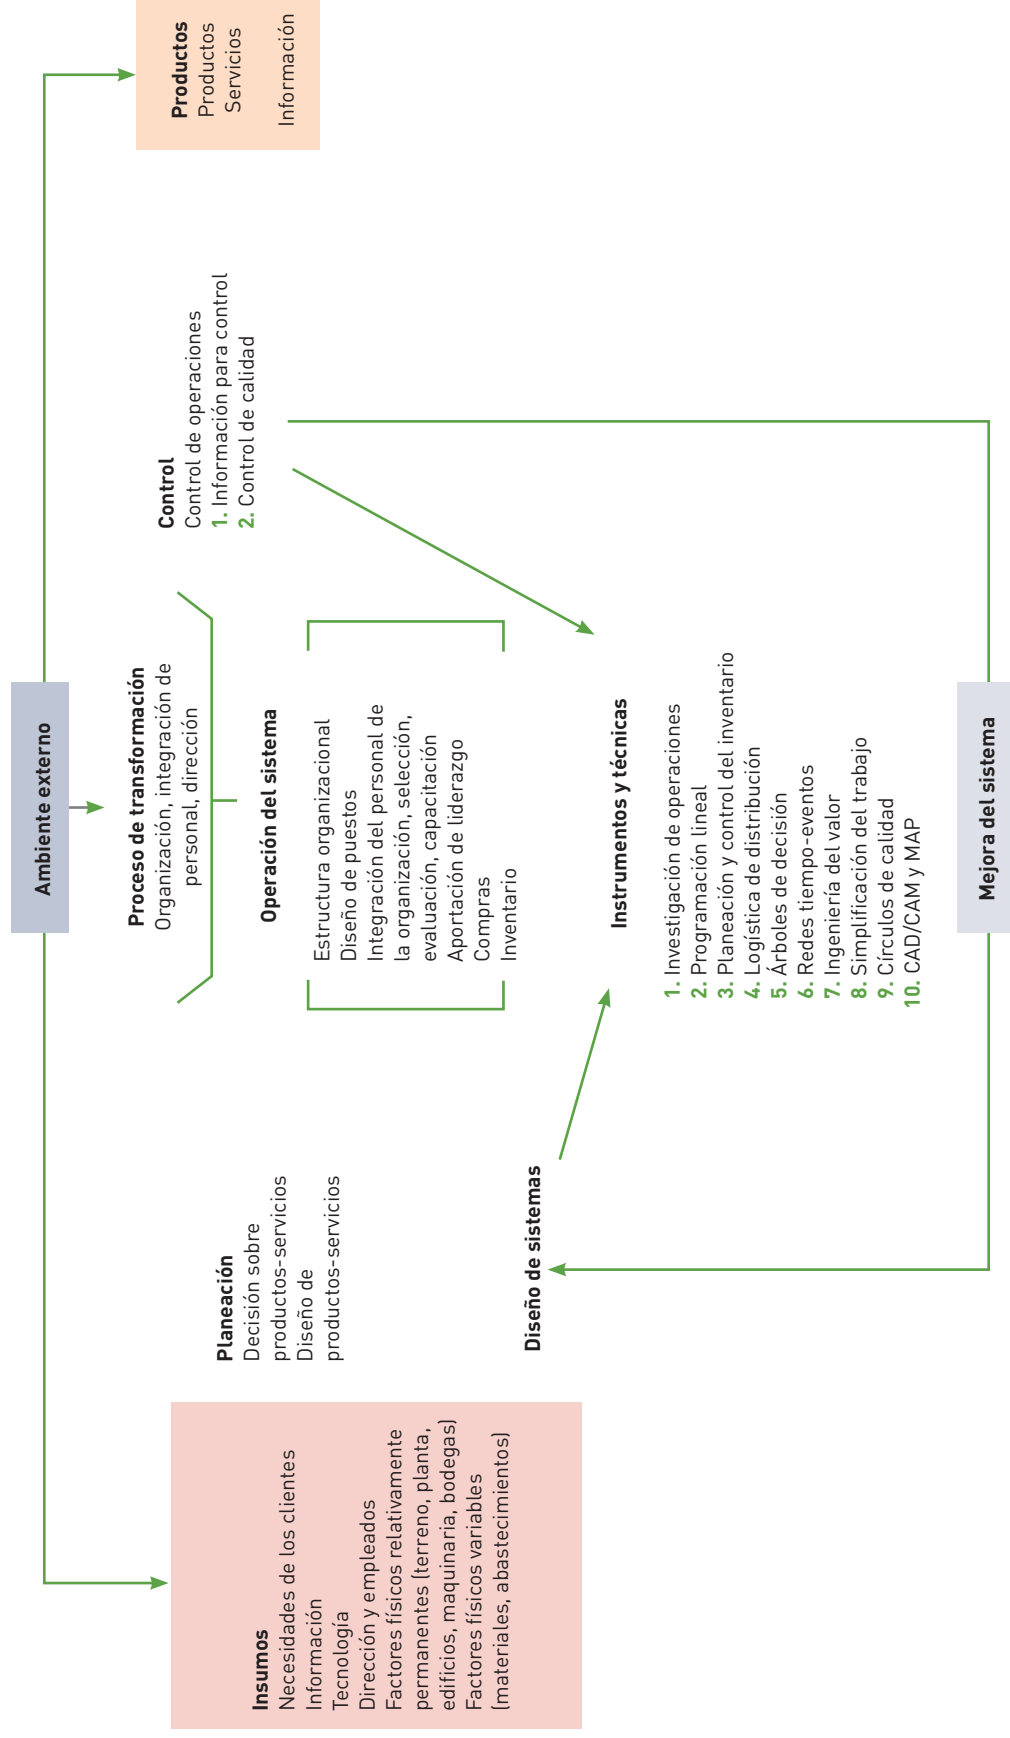 Ambiente externo
Insumos
Necesidades de los clientes
Información
Tecnología
Dirección y empleados
Factores físicos relativamente
permanentes (terreno, planta,
edificios, maquinaria, bodegas)
Factores físicos variables
(materiales, abastecimientos)
Planeación
Decisión sobre
productos-servicios
Diseño de
productos-servicios
Diseño de sistemas
Proceso de transformación
Organización, integración de
personal, dirección
Operación del sistema
Estructura organizacional
Diseño de puestos
Integración del personal de
la organización, selección,
evaluación, capacitación
Aportación de liderazgo
Compras
Inventario
Instrumentos y técnicas
1. Investigación de operaciones
2. Programación lineal
3. Planeación y control del inventario
4. Logística de distribución
5. Árboles de decisión
6. Redes tiempo-eventos
7. Ingeniería del valor
8. Simplificación del trabajo
9. Círculos de calidad
10. CAD/CAM y MAP
Control
Control de operaciones
1. Información para control
2. Control de calidad
Productos
Productos
Servicios
Información
Mejora del sistema